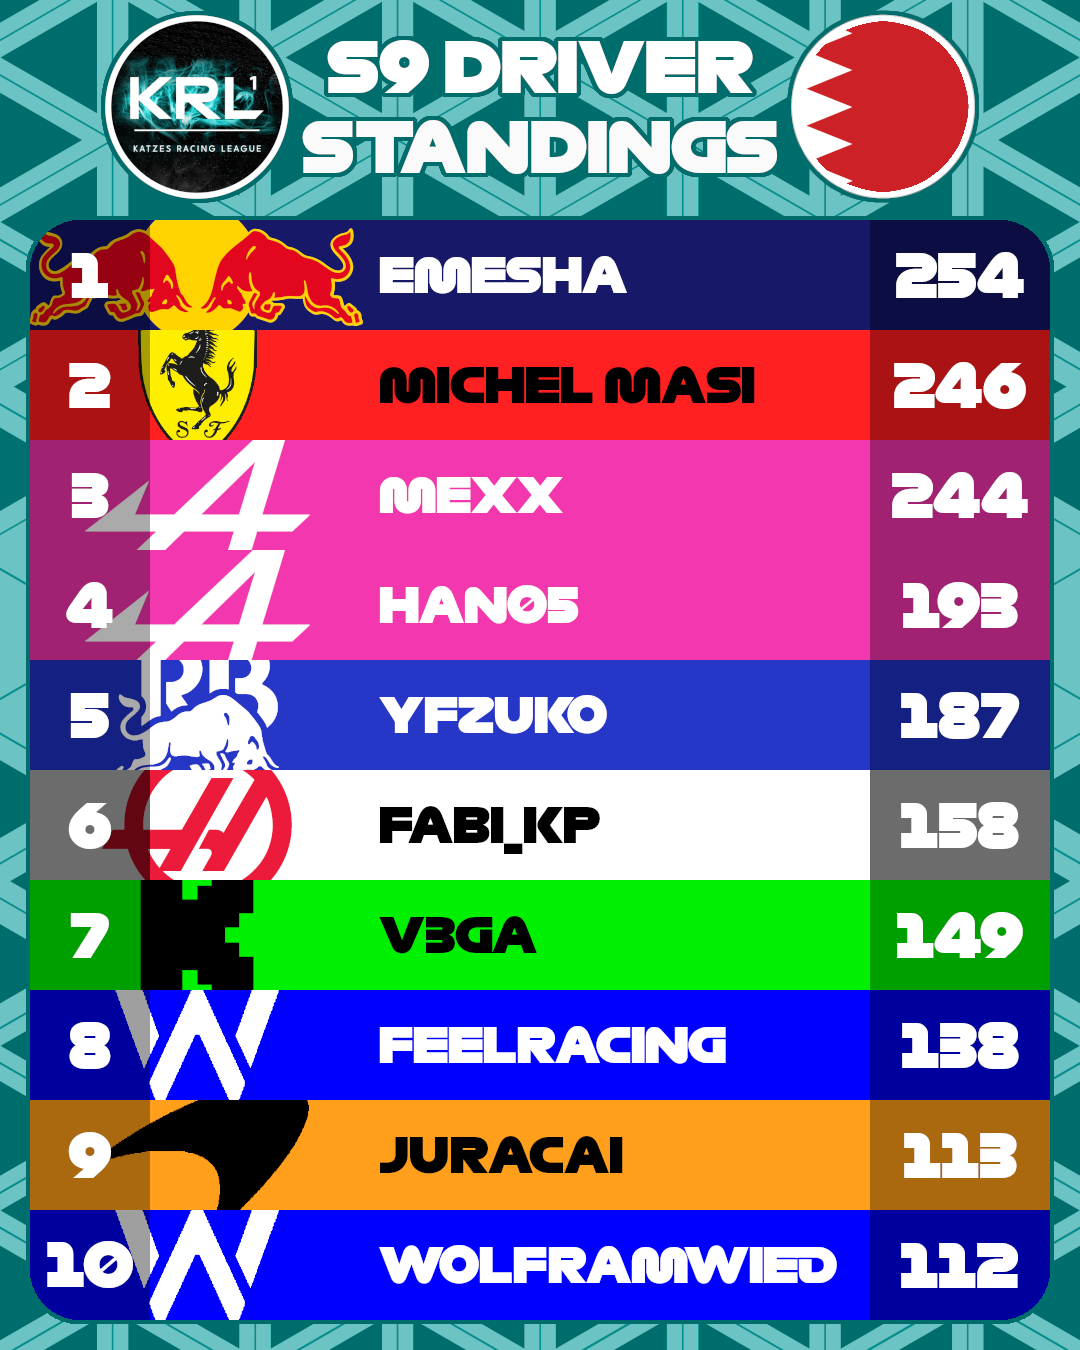 KRL1
KATZES RACING LEAGUE
S9 DRIVER
STANDINGS
1 EMESHA 254
2 S F MICHEL MASI 246
3 A MEXX 244
4 A HAN05 193
5 RB YFZUKO 187
6 H FABI_KP 158
7 K V3GA 149
8 W FEELRACING 138
9 JURACAI 113
10 W WOLFRAMWIED 112